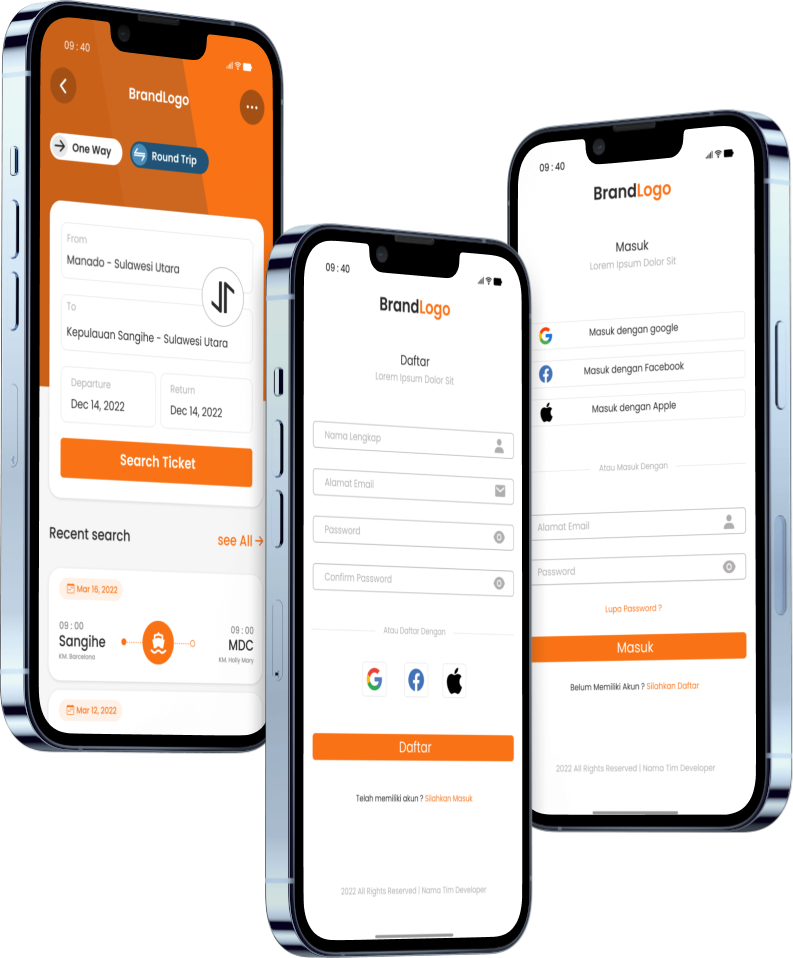 09 : 40
BrandLogo
One Way
Round Trip
From
Manado - Sulawesi Utara
To
Kepulauan Sangihe - Sulawesi Utara
Departure
Return
Dec 14, 2022
Dec 14, 2022
Search Ticket
Recent search
see All
Mar 16, 2022
09 : 00
09 : 00
Sangihe
MDC
KM. Barcelona
KM. Holly Mary
Mar 12, 2022
09 : 40
BrandLogo
Daftar
Lorem Ipsum Dolor Sit
Nama Lengkap
Alamat Email
Password
Confirm Password
Atau Daftar Dengan
Daftar
Telah memiliki akun ? Silahkan Masuk
2022 All Rights Reserved | Nama Tim Developer
09 : 40
BrandLogo
Masuk
Lorem Ipsum Dolor Sit
Masuk dengan google
Masuk dengan Facebook
Masuk dengan Apple
Atau Masuk Dengan
Alamat Email
Password
Lupa Password ?
Masuk
Belum Memiliki Akun ? Silahkan Daftar
2022 All Rights Reserved | Nama Tim Developer